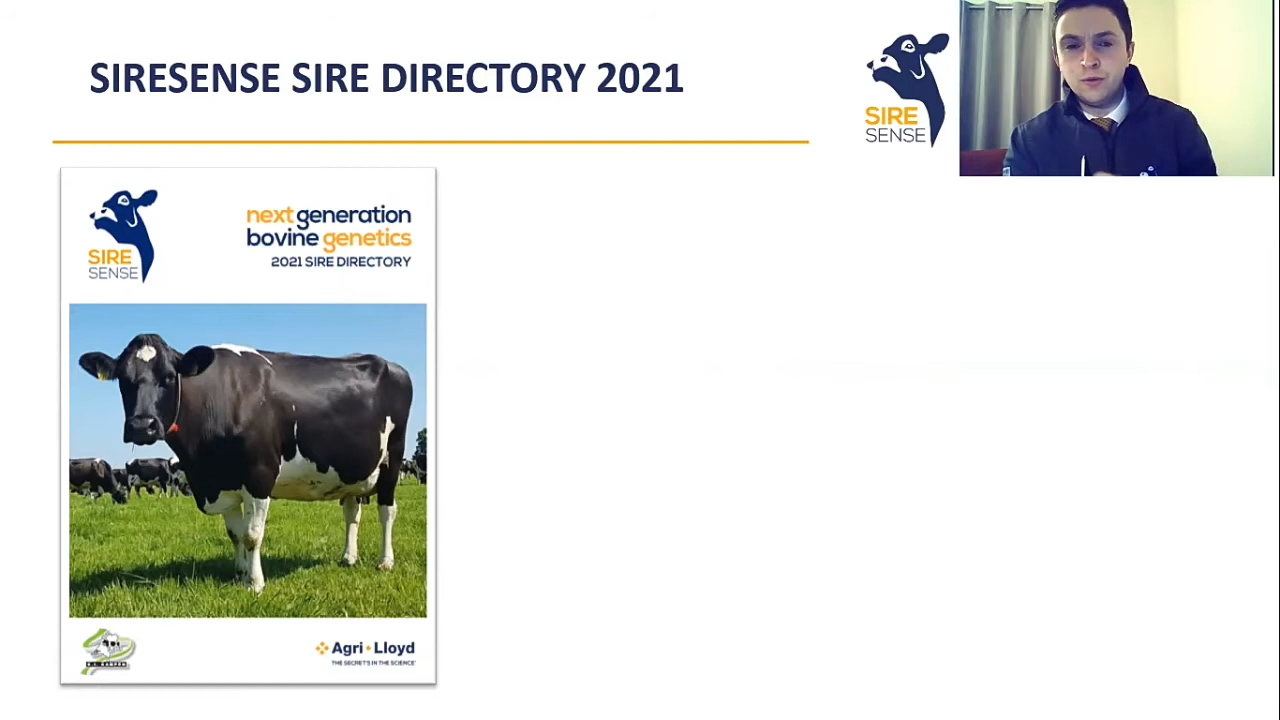 SIRESENSE SIRE DIRECTORY 2021
SIRE
SENSE
SIRE
SENSE
next generation
bovine genetics
2021 SIRE DIRECTORY
K.I. KAMPEN
Agri·Lloyd
THE SECRET'S IN THE SCIENCE